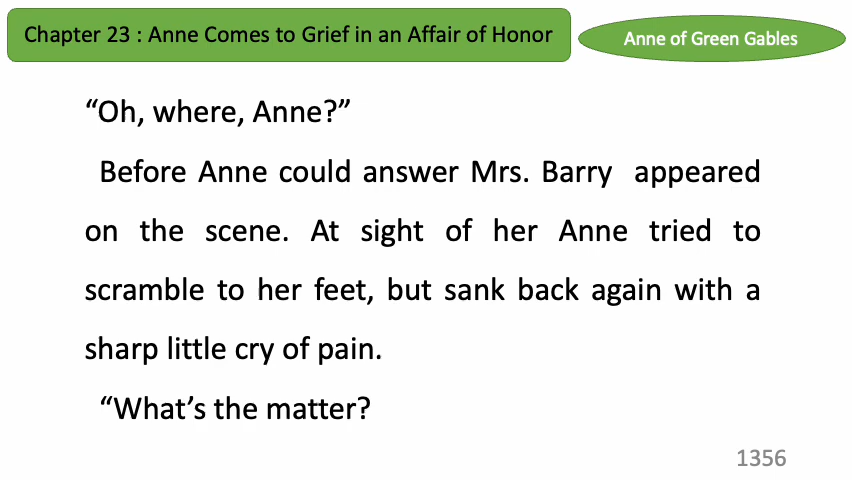 Chapter 23 : Anne Comes to Grief in an Affair of Honor
Anne of Green Gables
“Oh, where, Anne?”
Before Anne could answer Mrs. Barry appeared
on the scene. At sight of her Anne tried to
scramble to her feet, but sank back again with a
sharp little cry of pain.
“What’s the matter?
1356